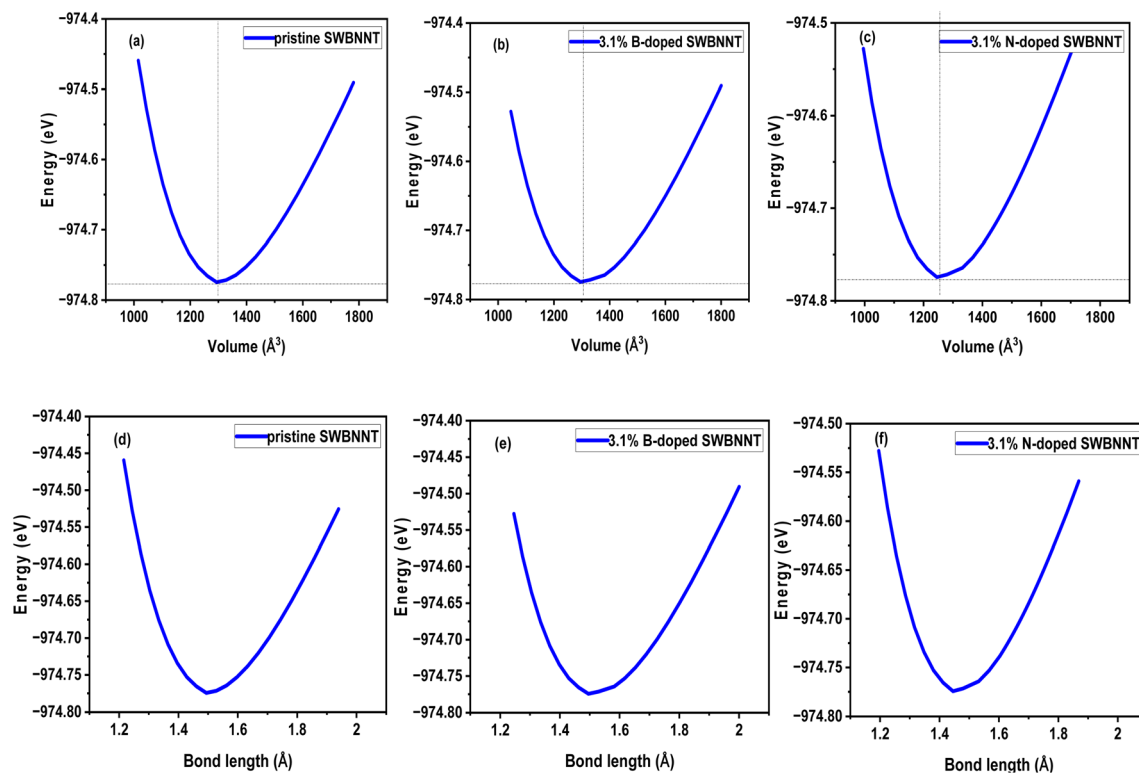 (a)
pristine SWBNNT
Energy (eV)
−974.4
−974.5
−974.6
−974.7
−974.8
1000 1200 1400 1600 1800
Volume (Å³)
(b)
3.1% B-doped SWBNNT
Energy (eV)
−974.4
−974.5
−974.6
−974.7
−974.8
1000 1200 1400 1600 1800
Volume (Å³)
(c)
3.1% N-doped SWBNNT
Energy (eV)
−974.5
−974.6
−974.7
−974.8
1000 1200 1400 1600 1800
Volume (Å³)
(d)
pristine SWBNNT
Energy (eV)
−974.40
−974.45
−974.50
−974.55
−974.60
−974.65
−974.70
−974.75
−974.80
1.2 1.4 1.6 1.8 2
Bond length (Å)
(e)
3.1% B-doped SWBNNT
Energy (eV)
−974.40
−974.45
−974.50
−974.55
−974.60
−974.65
−974.70
−974.75
−974.80
1.2 1.4 1.6 1.8 2
Bond length (Å)
(f)
3.1% N-doped SWBNNT
Energy (eV)
−974.50
−974.55
−974.60
−974.65
−974.70
−974.75
−974.80
1.2 1.4 1.6 1.8 2
Bond length (Å)